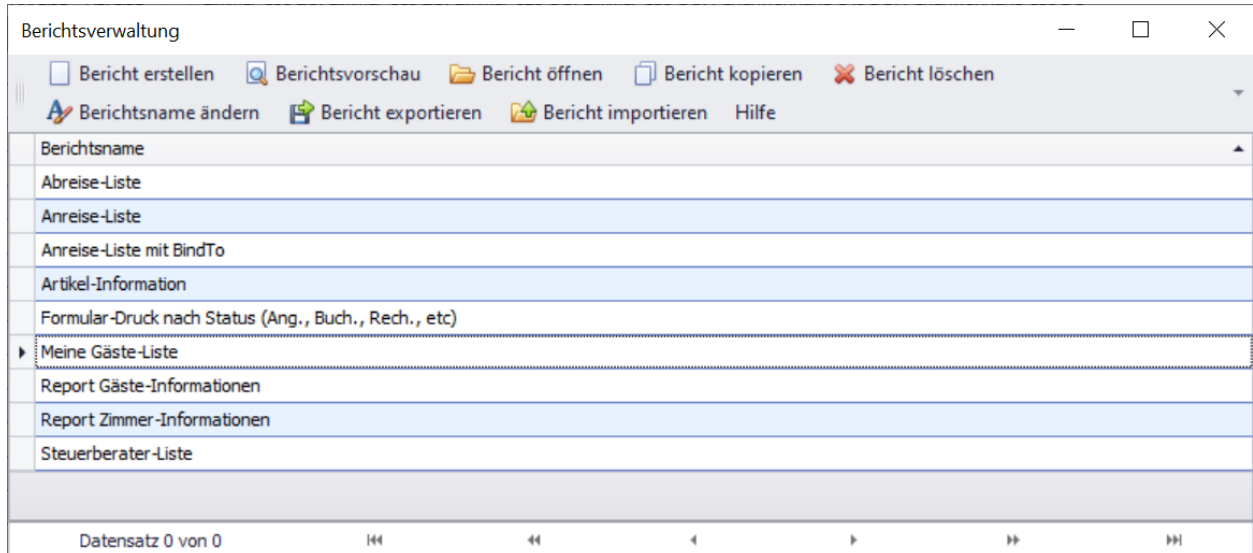 Berichtsverwaltung
Bericht erstellen Berichtsvorschau Bericht öffnen Bericht kopieren Bericht löschen
Berichtsname ändern Bericht exportieren Bericht importieren Hilfe
Berichtsname
Abreise-Liste
Anreise-Liste
Anreise-Liste mit BindTo
Artikel-Information
Formular-Druck nach Status (Ang., Buch., Rech., etc)
Meine Gäste-Liste
Report Gäste-Informationen
Report Zimmer-Informationen
Steuerberater-Liste
Datensatz 0 von 0